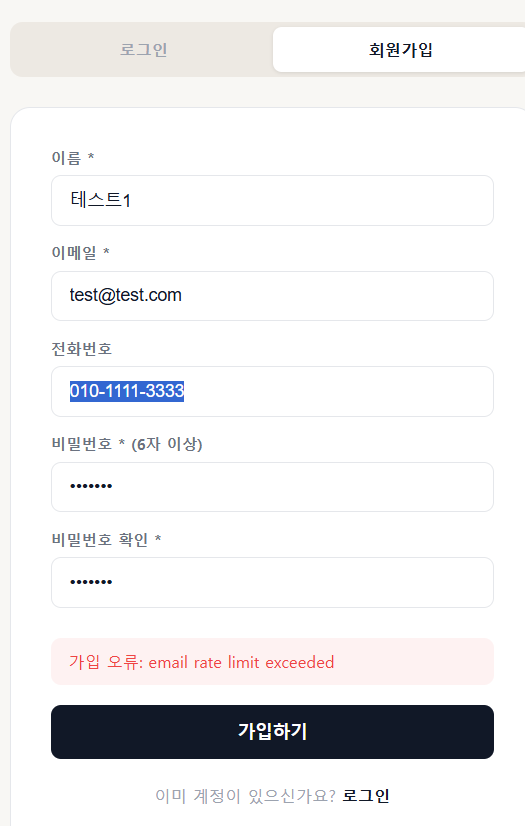 로그인
회원가입
이름 *
테스트1
이메일 *
test@test.com
전화번호
010-1111-3333
비밀번호 * (6자 이상)
•••••••
비밀번호 확인 *
•••••••
가입 오류: email rate limit exceeded
가입하기
이미 계정이 있으신가요? 로그인